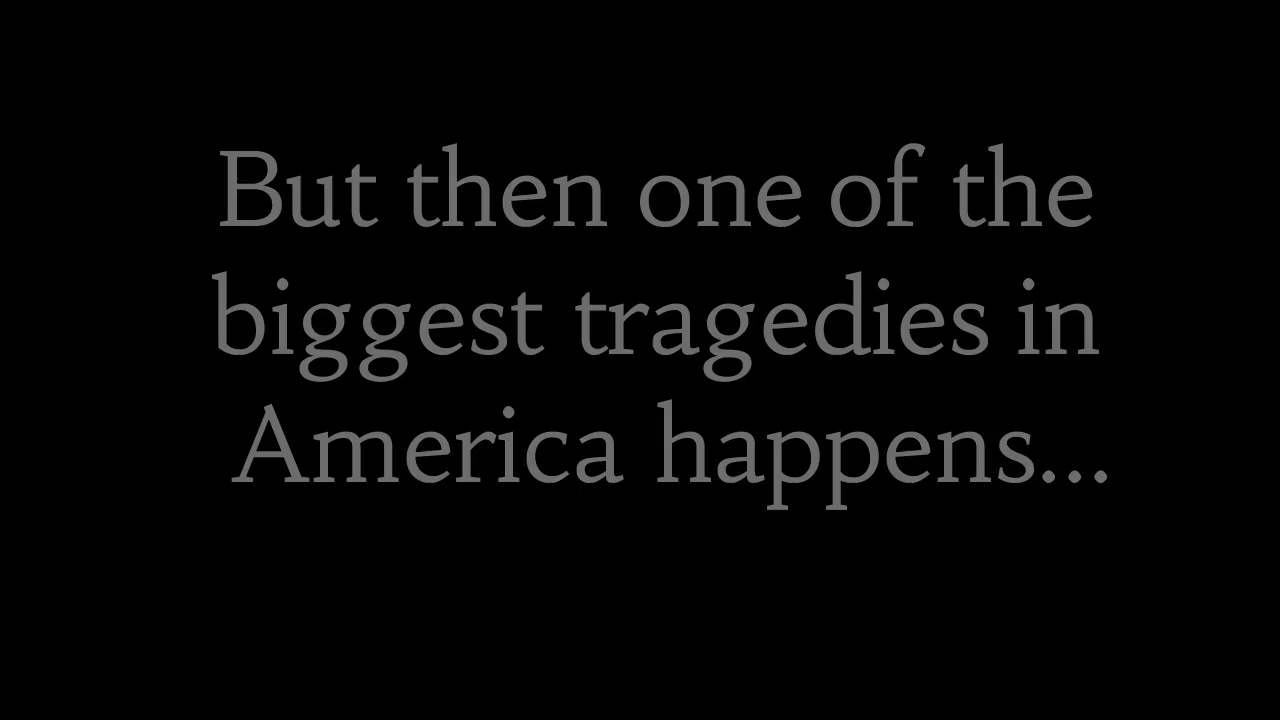 But then one of the
biggest tragedies in
America happens...